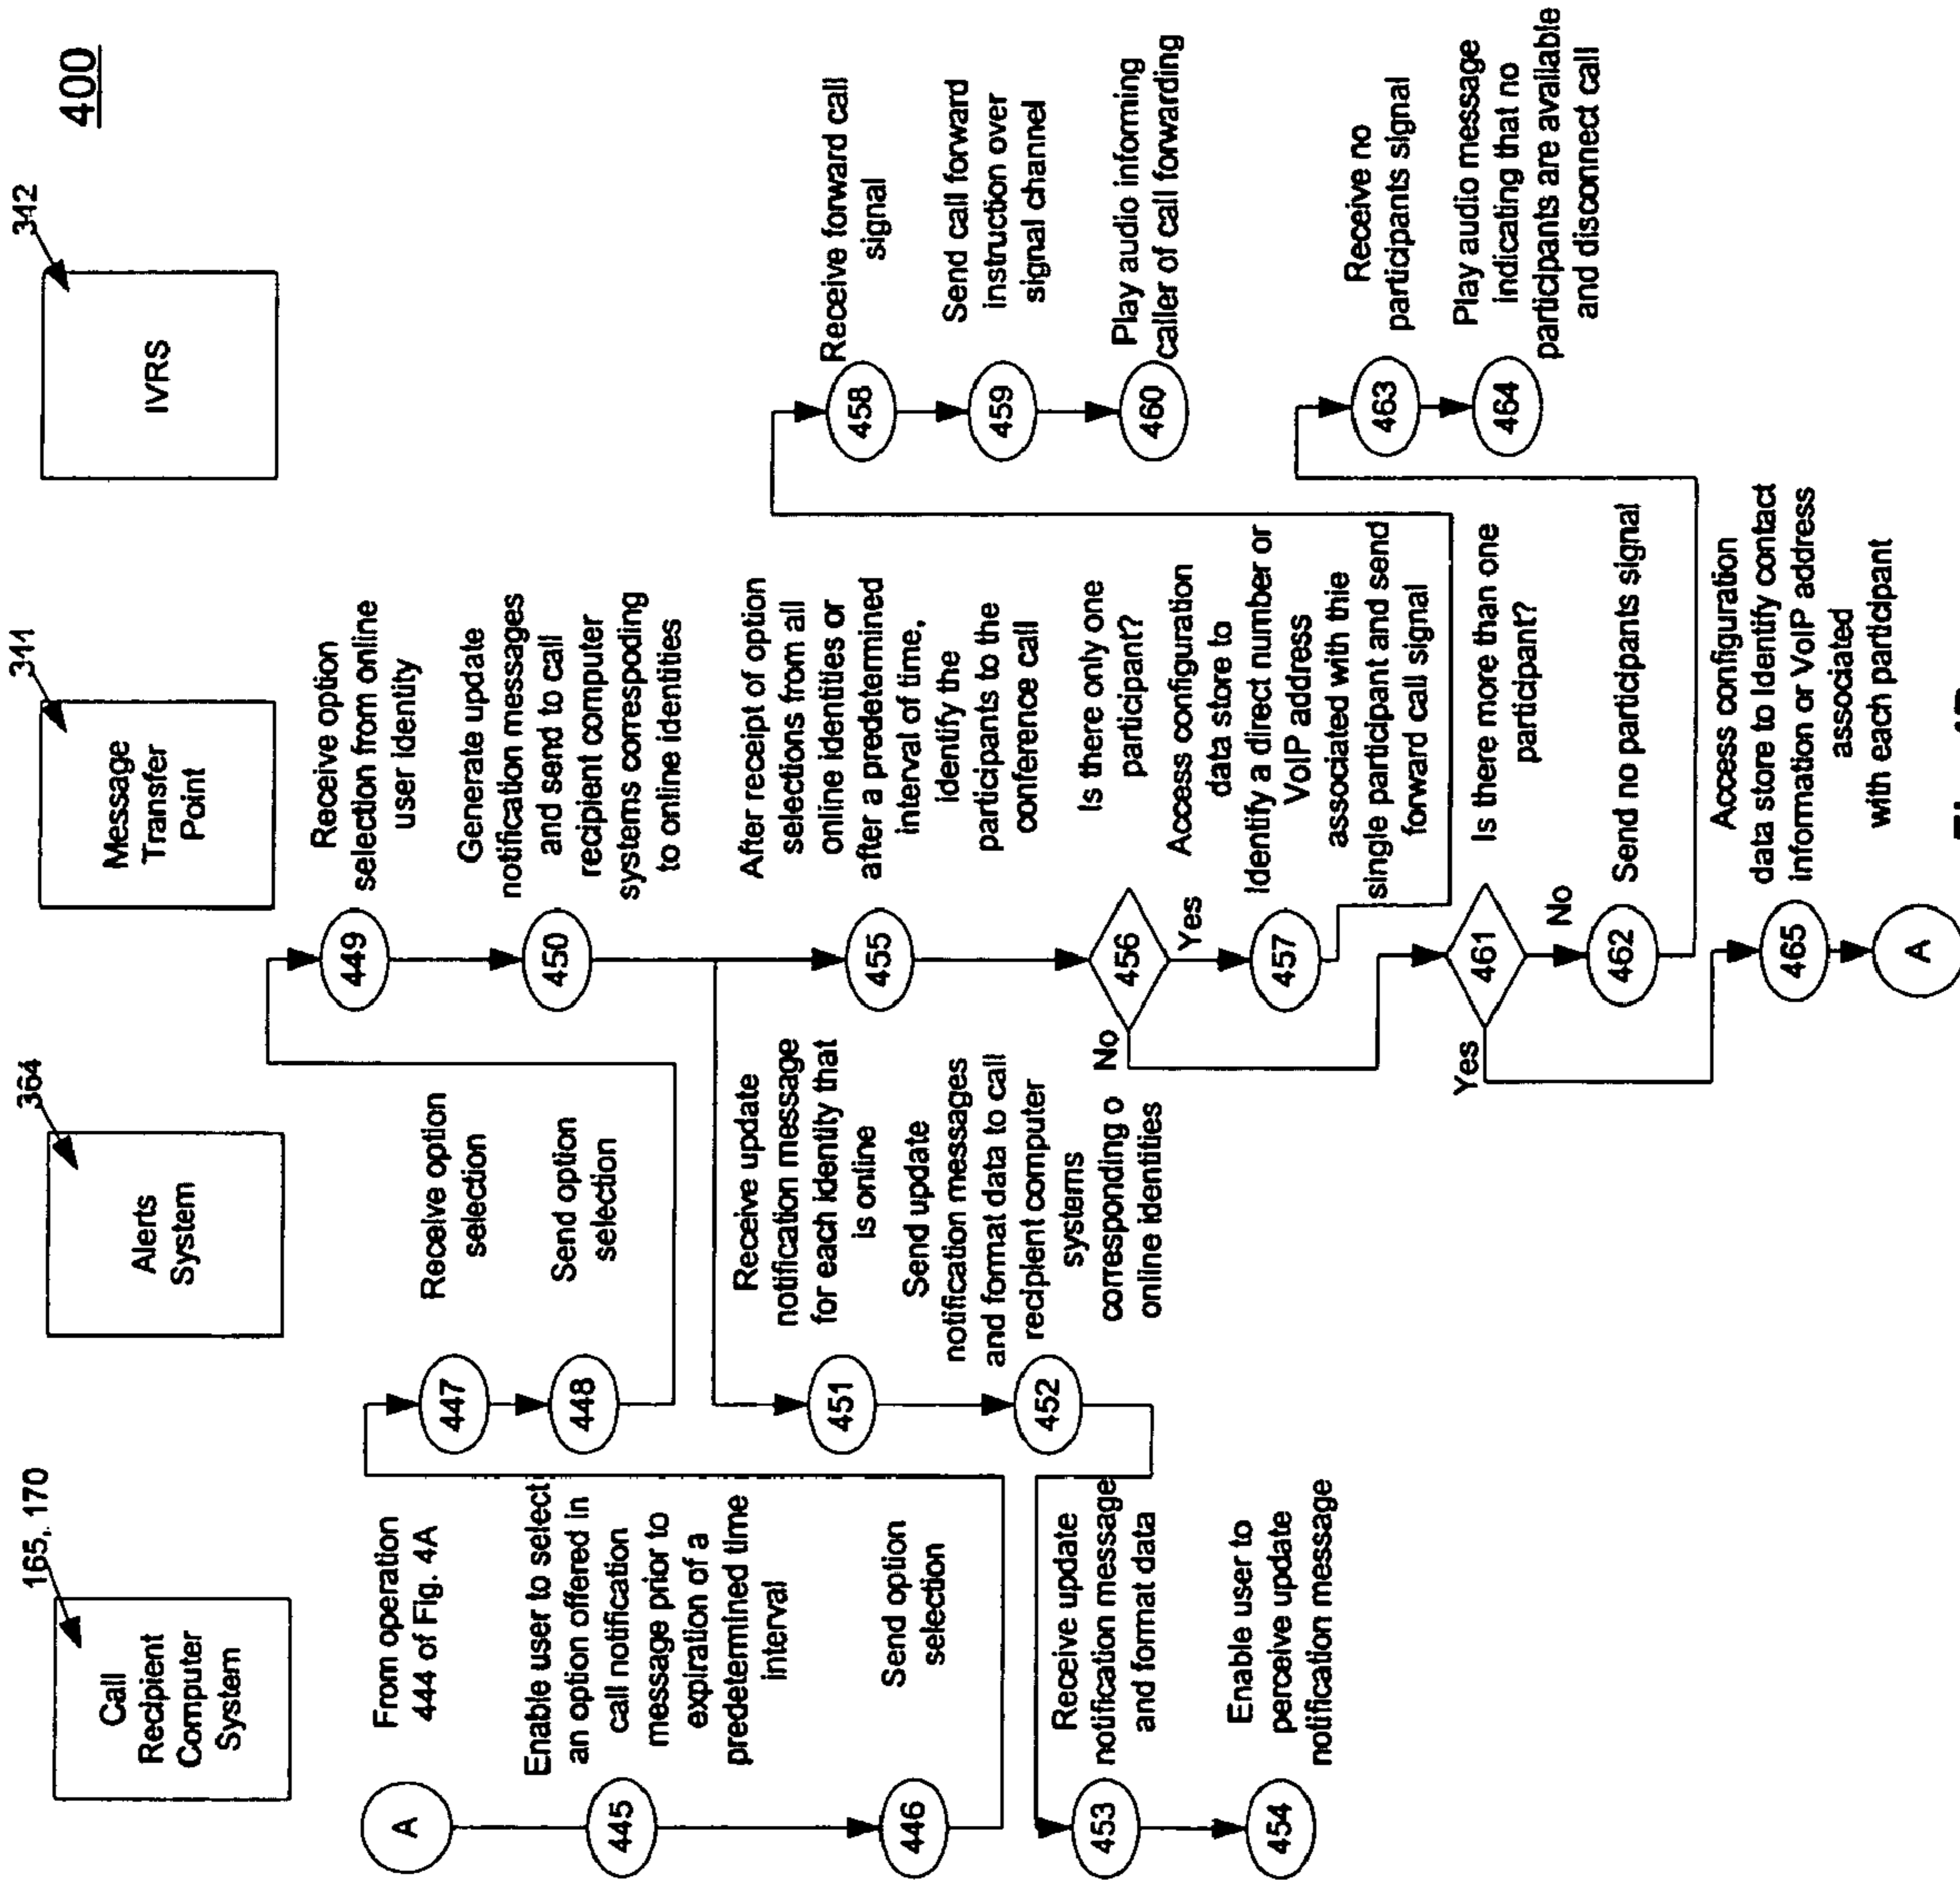 400
165, 170
364
311
312
Call
Recipient
Computer
System
Alerts
System
Message
Transfer
Point
IVRS
A
From operation
444 of Fig. 4A
445
Enable user to select
an option offered in
call notification
message prior to
expiration of a
predetermined time
interval
446
Send option
selection
447
Receive option
selection
448
Send option
selection
449
Receive option
selection from online
user identity
450
Generate update
notification messages
and send to call
recipient computer
systems correspoding
to online identities
451
Receive update
notification message
for each identity that
is online
452
Send update
notification messages
and format data to call
recipient computer
systems
corresponding o
online identities
453
Receive update
notification message
and format data
454
Enable user to
perceive update
notification message
455
After receipt of option
selections from all
online identities or
after a predetermined
interval of time,
identify the
participants to the
conference call
456
Is there only one
participant?
Yes
No
457
Access configuration
data store to
identify a direct number or
VoIP address
associated with thie
single participant and send
forward call signal
458
Receive forward call
signal
459
Send call forward
instruction over
signal channel
460
Play audio informing
caller of call forwarding
461
Is there more than one
participant?
Yes
No
462
Send no participants signal
463
Receive no
participants signal
464
Play audio message
indicating that no
participants are available
and disconnect call
465
Access configuration
data store to Identify contact
information or VoIP address
associated
with each participant
A